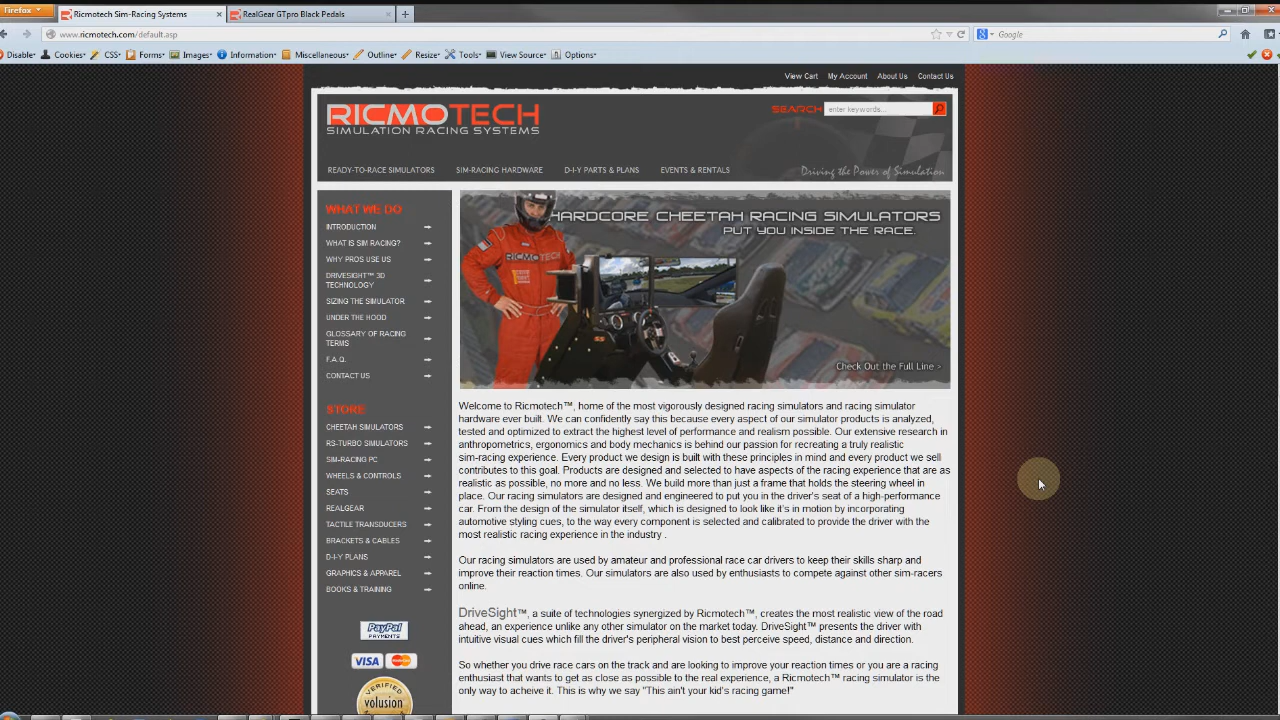 Firefox
Ricmotech Sim-Racing Systems
RealGear GTpro Black Pedals
www.ricmotech.com/default.asp
Google
Disable
Cookies
CSS
Forms
Images
Information
Miscellaneous
Outline
Resize
Tools
View Source
Options
View Cart My Account About Us Contact Us
RICMOTECH
SIMULATION RACING SYSTEMS
SEARCH enter keywords...
READY-TO-RACE SIMULATORS SIM-RACING HARDWARE D-I-Y PARTS & PLANS EVENTS & RENTALS
Driving the Power of Simulation
WHAT WE DO
INTRODUCTION
WHAT IS SIM RACING?
WHY PROS USE US
DRIVESIGHT™ 3D
TECHNOLOGY
SIZING THE SIMULATOR
UNDER THE HOOD
GLOSSARY OF RACING
TERMS
F.A.Q.
CONTACT US
STORE
CHEETAH SIMULATORS
RS-TURBO SIMULATORS
SIM-RACING PC
WHEELS & CONTROLS
SEATS
REALGEAR
TACTILE TRANSDUCERS
BRACKETS & CABLES
D-I-Y PLANS
GRAPHICS & APPAREL
BOOKS & TRAINING
PayPal
PAYMENTS
VISA MasterCard
VERIFIED
volusion
HARDCORE CHEETAH RACING SIMULATORS
PUT YOU INSIDE THE RACE.
RICMOTECH
SS
Check Out the Full Line >
Welcome to Ricmotech™, home of the most vigorously designed racing simulators and racing simulator
hardware ever built. We can confidently say this because every aspect of our simulator products is analyzed,
tested and optimized to extract the highest level of performance and realism possible. Our extensive research in
anthropometrics, ergonomics and body mechanics is behind our passion for recreating a truly realistic
sim-racing experience. Every product we design is built with these principles in mind and every product we sell
contributes to this goal. Products are designed and selected to have aspects of the racing experience that are as
realistic as possible, no more and no less. We build more than just a frame that holds the steering wheel in
place. Our racing simulators are designed and engineered to put you in the driver's seat of a high-performance
car. From the design of the simulator itself, which is designed to look like it's in motion by incorporating
automotive styling cues, to the way every component is selected and calibrated to provide the driver with the
most realistic racing experience in the industry .
Our racing simulators are used by amateur and professional race car drivers to keep their skills sharp and
improve their reaction times. Our simulators are also used by enthusiasts to compete against other sim-racers
online.
DriveSight™, a suite of technologies synergized by Ricmotech™, creates the most realistic view of the road
ahead, an experience unlike any other simulator on the market today. DriveSight™ presents the driver with
intuitive visual cues which fill the driver's peripheral vision to best perceive speed, distance and direction.
So whether you drive race cars on the track and are looking to improve your reaction times or you are a racing
enthusiast that wants to get as close as possible to the real experience, a Ricmotech™ racing simulator is the
only way to acheive it. This is why we say "This ain't your kid's racing game!"